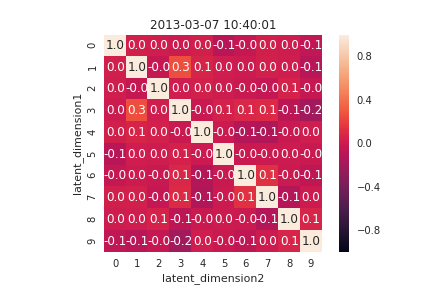 2013-03-07 10:40:01
latent_dimension1
0 1.0 0.0 0.0 0.0 0.0 -0.1 -0.0 0.0 0.0 -0.1
1 0.0 1.0 -0.0 0.3 0.1 0.0 0.0 0.0 0.0 -0.1
2 0.0 -0.0 1.0 -0.0 0.0 0.0 -0.0 -0.0 0.1 -0.0
3 0.0 0.3 -0.0 1.0 -0.0 0.1 0.1 0.1 -0.1 -0.2
4 0.0 0.1 0.0 -0.0 1.0 -0.0 -0.1 -0.1 -0.0 0.0
5 -0.1 0.0 0.0 0.1 -0.0 1.0 -0.0 -0.0 -0.0 -0.0
6 -0.0 0.0 -0.0 0.1 -0.1 -0.0 1.0 0.1 -0.0 -0.1
7 0.0 0.0 -0.0 0.1 -0.1 -0.0 0.1 1.0 -0.1 0.0
8 0.0 0.0 0.1 -0.1 -0.0 -0.0 -0.0 -0.1 1.0 0.1
9 -0.1 -0.1 -0.0 -0.2 0.0 -0.0 -0.1 0.0 0.1 1.0
0 1 2 3 4 5 6 7 8 9
latent_dimension2
0.8
0.4
0.0
-0.4
-0.8